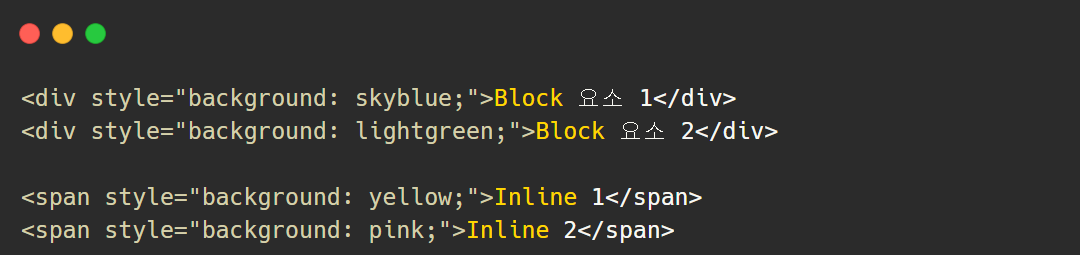 <div style="background: skyblue;">Block 요소 1</div>
<div style="background: lightgreen;">Block 요소 2</div>
<span style="background: yellow;">Inline 1</span>
<span style="background: pink;">Inline 2</span>